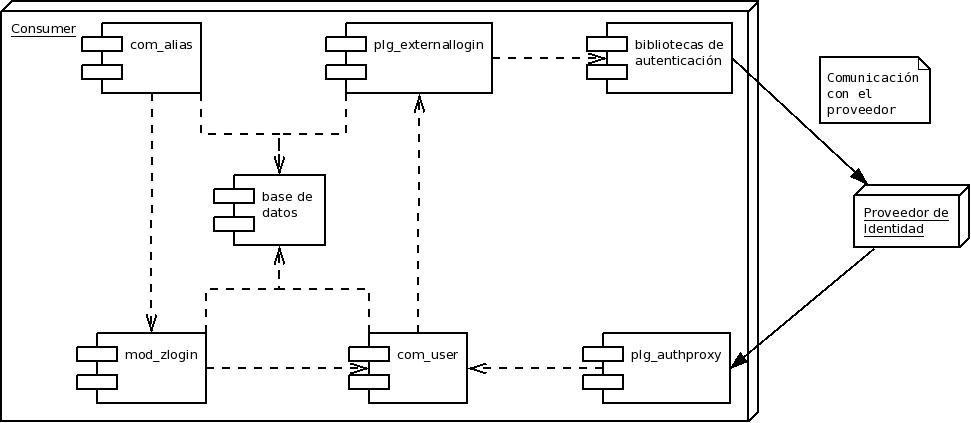 Consumer
com_alias
plg_externallogin
bibliotecas de
autenticación
Comunicación
con el
proveedor
base de
datos
Proveedor de
Identidad
mod_zlogin
com_user
plg_authproxy